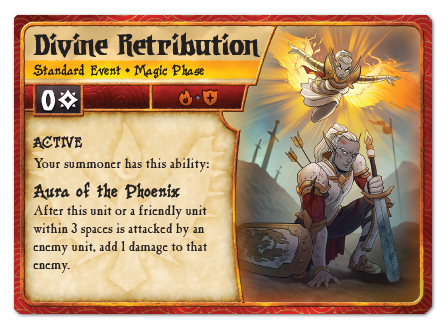 Divine Retribution
Standard Event • Magic Phase
0
ACTIVE
Your summoner has this ability:
Aura of the Phoenix
After this unit or a friendly unit
within 3 spaces is attacked by an
enemy unit, add 1 damage to that
enemy.